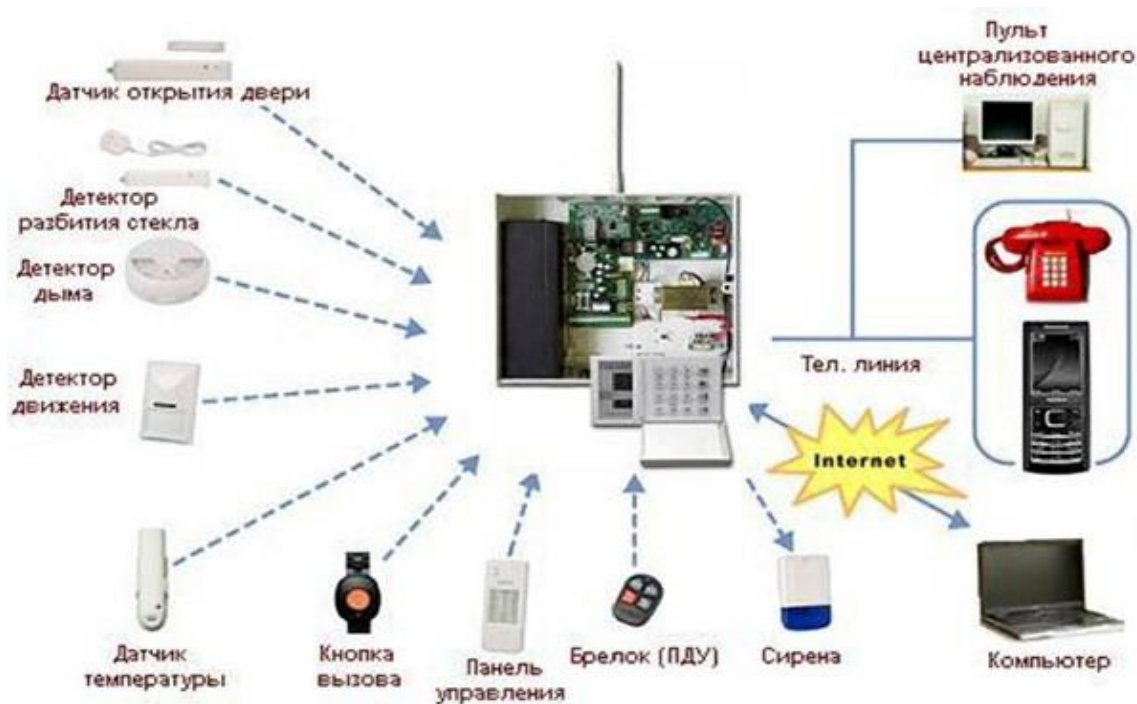 Датчик открытия двери
Детектор
разбития стекла
Детектор
дыма
Детектор
движения
Датчик
температуры
Кнопка
вызова
Панель
управления
Брелок (ПДУ)
Сирена
Компьютер
Internet
Тел. линия
Пульт
централизованного
наблюдения